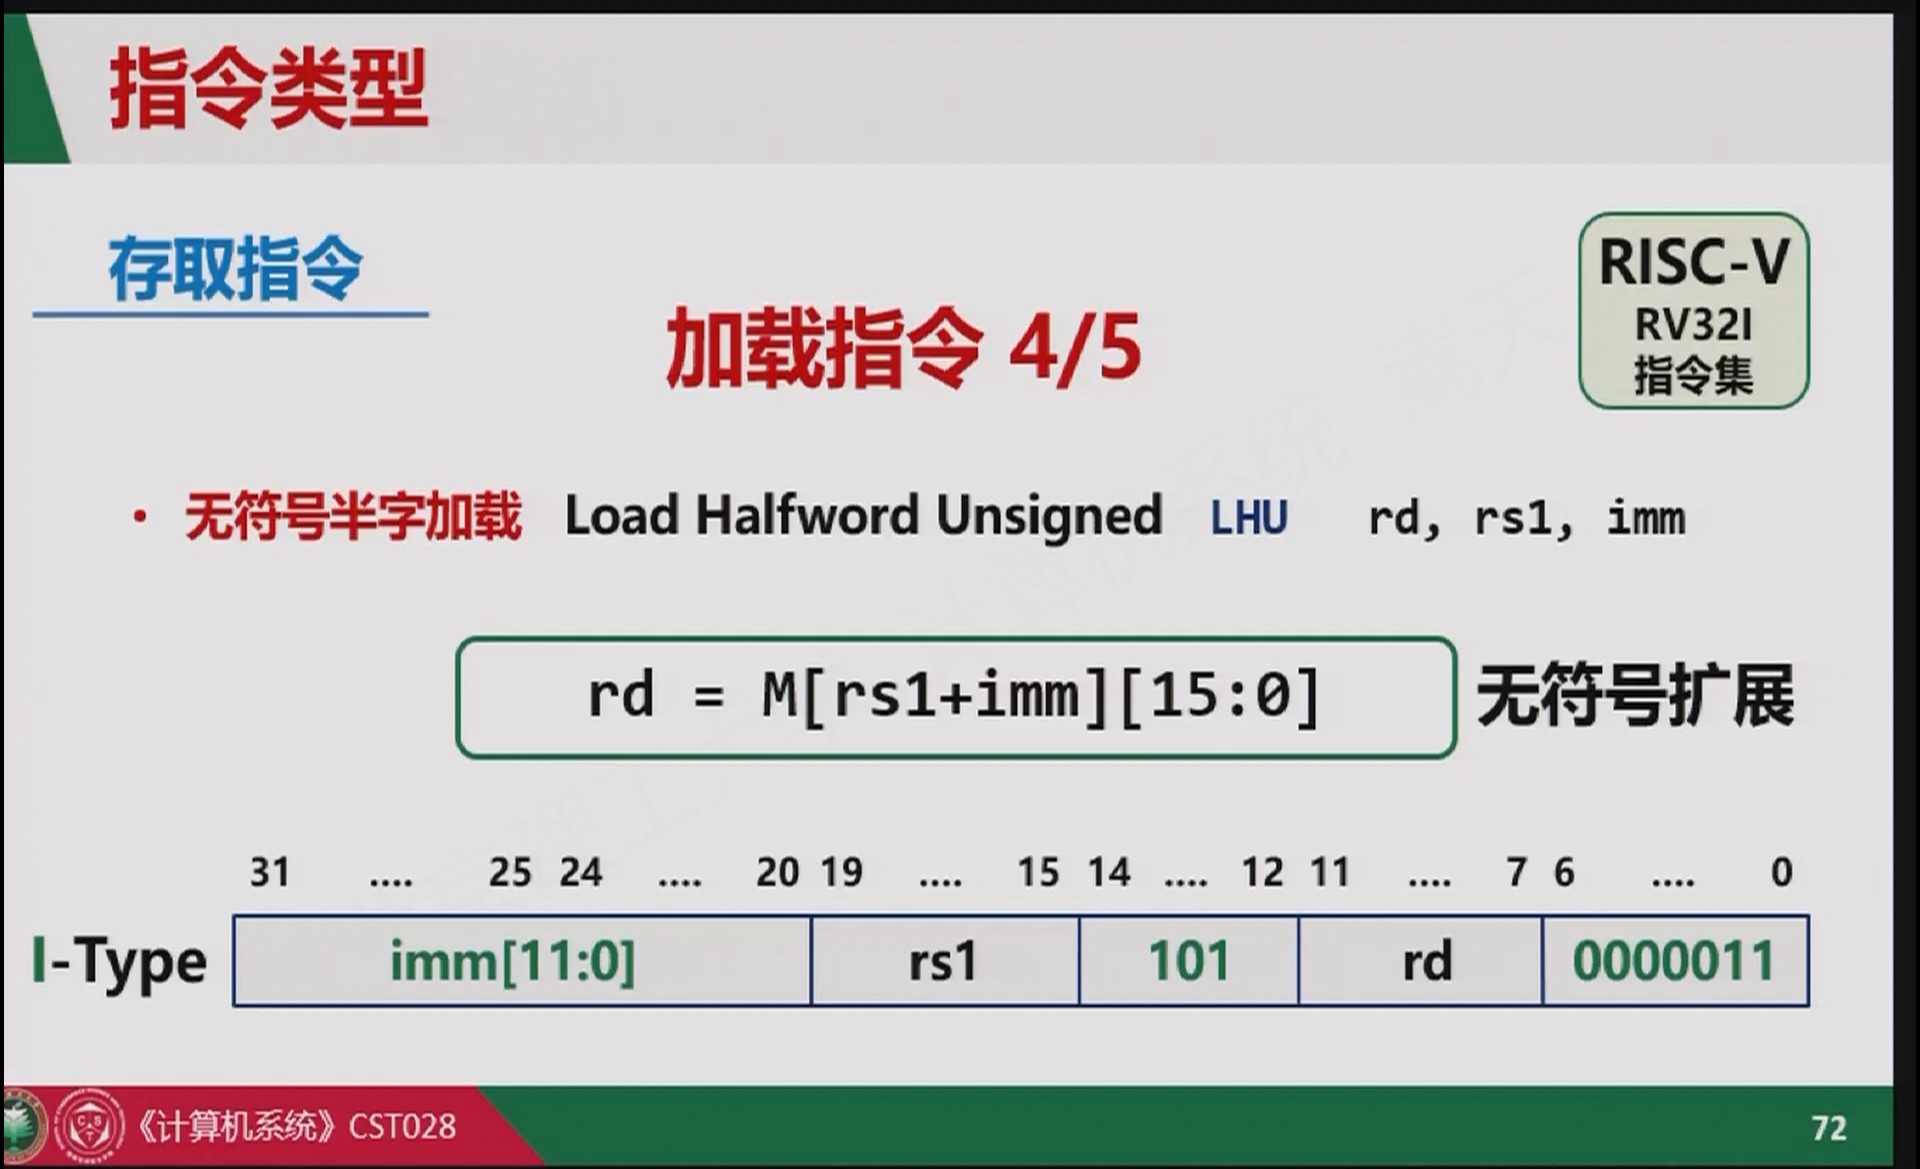 指令类型
存取指令
RISC-V
RV32I
指令集
加载指令 4/5
• 无符号半字加载 Load Halfword Unsigned LHU rd, rs1, imm
rd = M[rs1+imm][15:0] 无符号扩展
31 .... 25 24 .... 20 19 .... 15 14 .... 12 11 .... 7 6 .... 0
I-Type imm[11:0] rs1 101 rd 0000011
《计算机系统》CST028
72